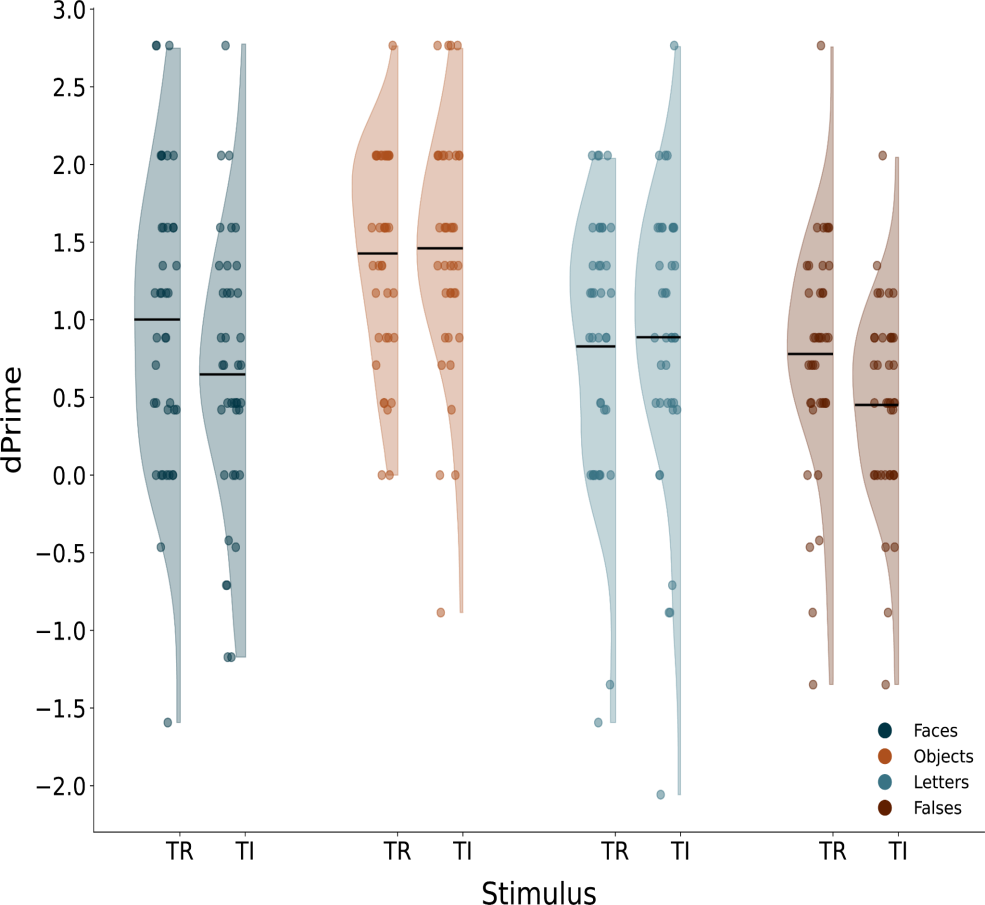 3.0
2.5
2.0
1.5
1.0
0.5
0.0
−0.5
−1.0
−1.5
−2.0
dPrime
Faces
Objects
Letters
Falses
TR TI TR TI TR TI TR TI
Stimulus